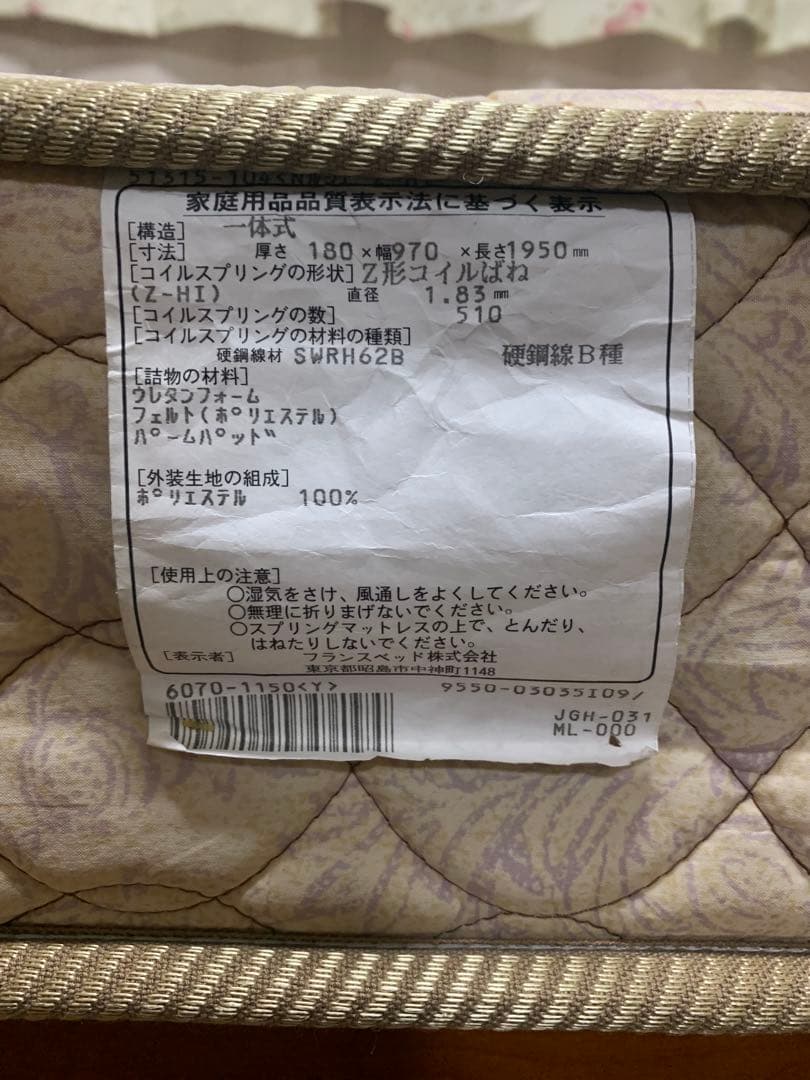 51315-104
家庭用品品質表示法に基づく表示
[構造] 一体式
[寸法] 厚さ 180 ×幅970 ×長さ1950 mm
[コイルスプリングの形状] Z形コイルばね
(Z-HI) 直径 1.83 mm
[コイルスプリングの数] 510
[コイルスプリングの材料の種類]
硬鋼線材 SWRH62B 硬鋼線B種
[詰物の材料]
ウレタンフォーム
フェルト(ポリエステル)
パームパッド
[外装生地の組成]
ポリエステル 100%
[使用上の注意]
○湿気をさけ、風通しをよくしてください。
○無理に折りまげないでください。
○スプリングマットレスの上で、とんだり、
はねたりしないでください。
[表示者] フランスベッド株式会社
東京都昭島市中神町1148
6070-1150<Y> 9550-03035I09/
JGH-031
ML-000